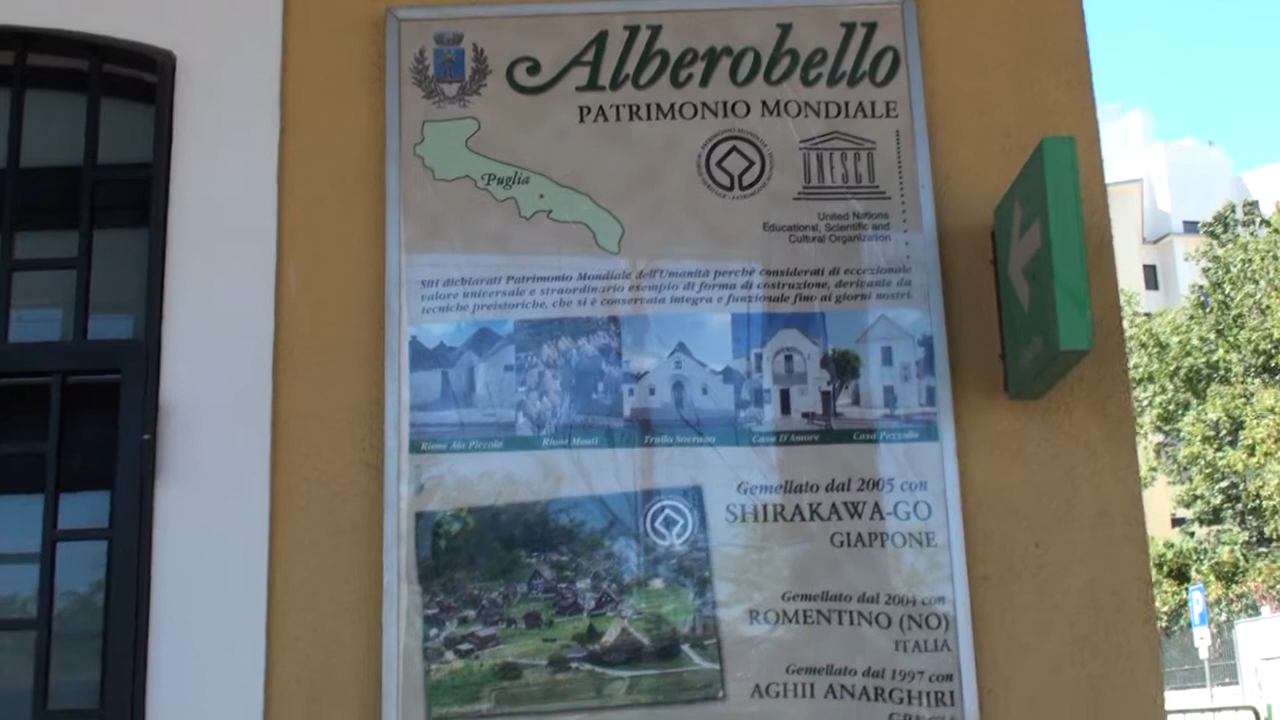 Alberobello
PATRIMONIO MONDIALE
Puglia
UNESCO
United Nations
Educational, Scientific and
Cultural Organization
Siti dichiarati Patrimonio Mondiale dell'Umanità perchè considerati di eccezionale
valore universale e straordinario esempio di forma di costruzione, derivante da
tecniche preistoriche, che si è conservata integra e funzionale fino ai giorni nostri.
Rione Aia Piccola
Rione Monti
Trullo Sovrano
Casa D'Amore
Casa Pezzolla
Gemellato dal 2005 con
SHIRAKAWA-GO
GIAPPONE
Gemellato dal 2004 con
ROMENTINO (NO)
ITALIA
Gemellato dal 1997 con
AGHII ANARGHIRI
P